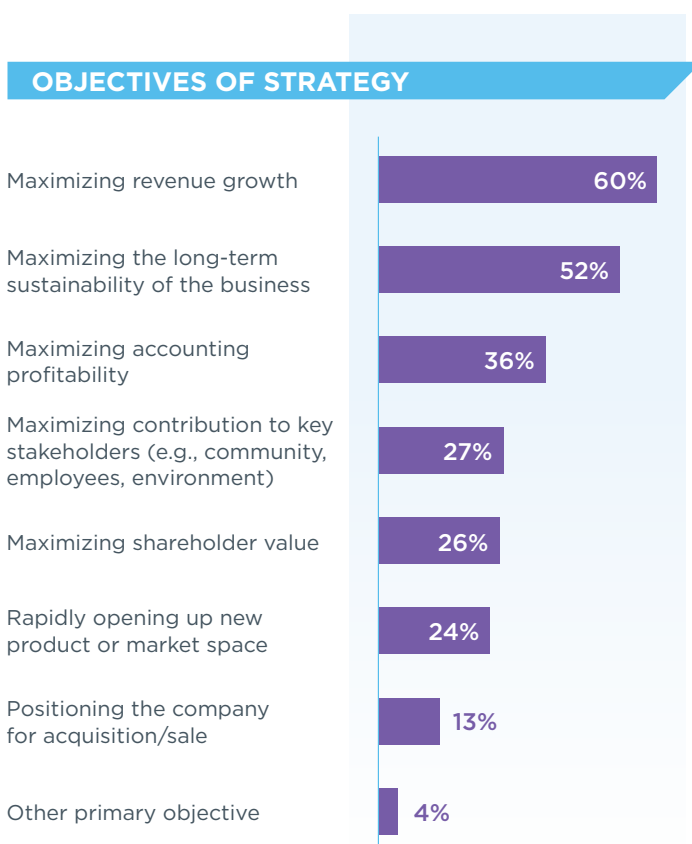 OBJECTIVES OF STRATEGY
Maximizing revenue growth
60%
Maximizing the long-term
sustainability of the business
52%
Maximizing accounting
profitability
36%
Maximizing contribution to key
stakeholders (e.g., community,
employees, environment)
27%
Maximizing shareholder value
26%
Rapidly opening up new
product or market space
24%
Positioning the company
for acquisition/sale
13%
Other primary objective
4%